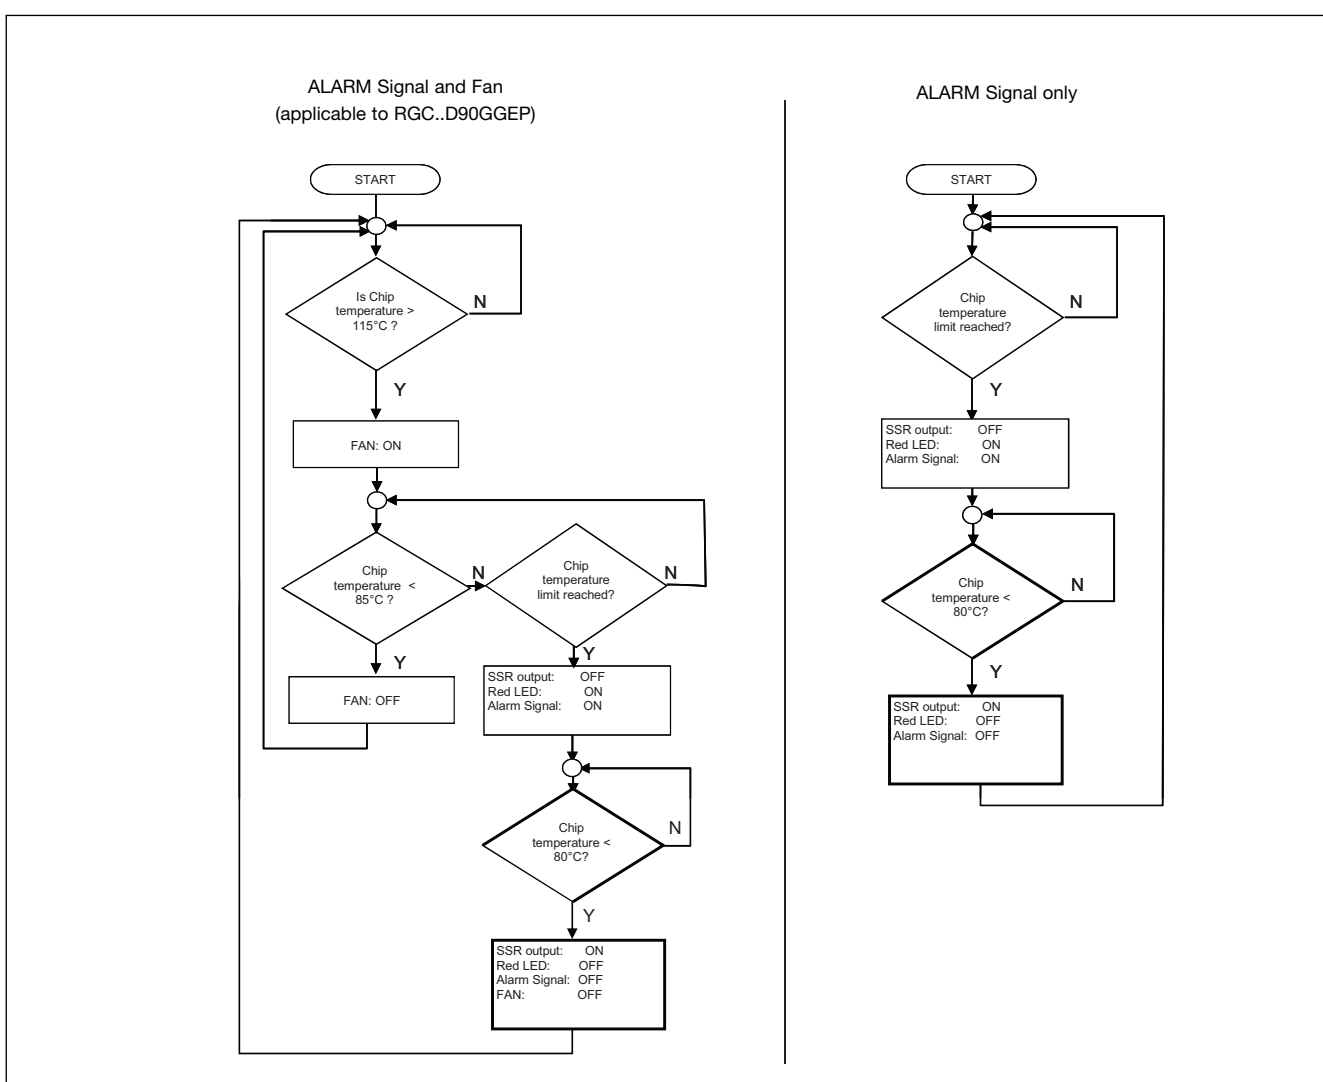 ALARM Signal and Fan
(applicable to RGC..D90GGEP)
START
Is Chip
temperature >
115°C ?
N
Y
FAN: ON
Chip
temperature <
85°C ?
N
Y
FAN: OFF
Chip
temperature
limit reached?
N
Y
SSR output: OFF
Red LED: ON
Alarm Signal: ON
Chip
temperature <
80°C?
N
Y
SSR output: ON
Red LED: OFF
Alarm Signal: OFF
FAN: OFF
ALARM Signal only
START
Chip
temperature
limit reached?
N
Y
SSR output: OFF
Red LED: ON
Alarm Signal: ON
Chip
temperature <
80°C?
N
Y
SSR output: ON
Red LED: OFF
Alarm Signal: OFF